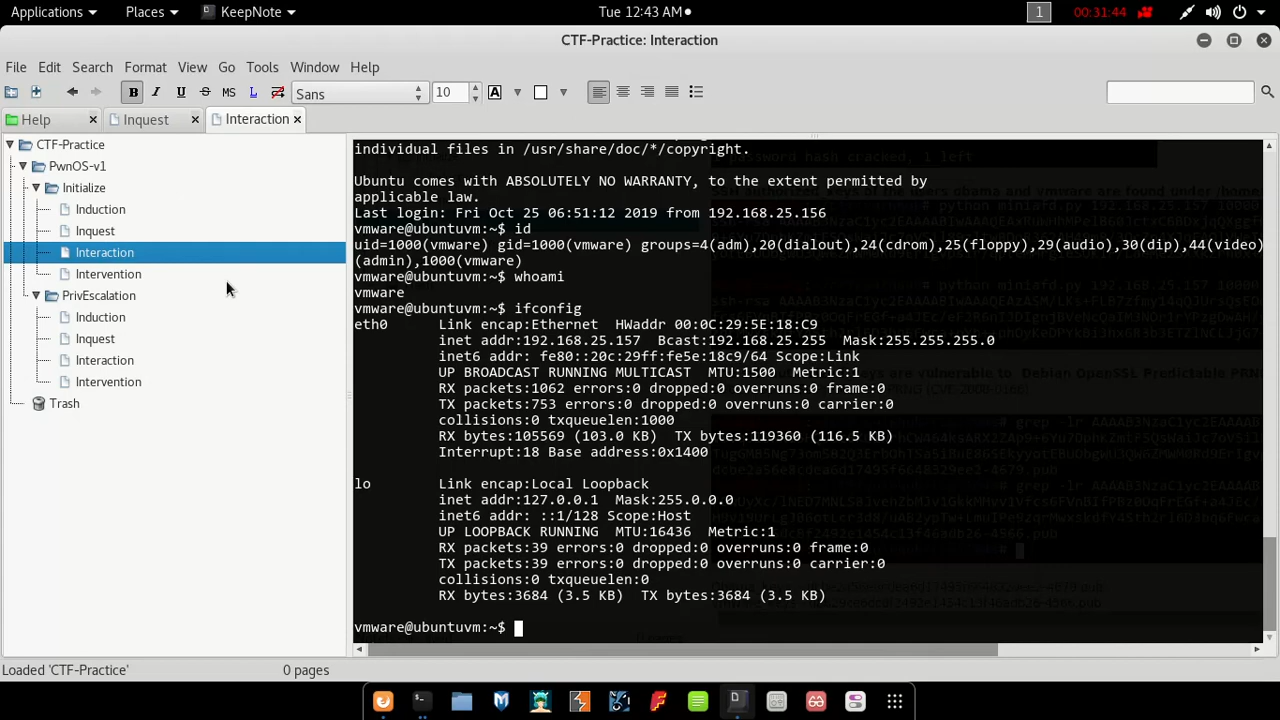 Applications Places KeepNote Tue 12:43 AM 1 00:31:44
CTF-Practice: Interaction
File Edit Search Format View Go Tools Window Help
B I U S MS L Sans 10 A
Help Inquest Interaction
CTF-Practice
PwnOS-v1
Initialize
Induction
Inquest
Interaction
Intervention
PrivEscalation
Induction
Inquest
Interaction
Intervention
Trash
individual files in /usr/share/doc/*/copyright.
Ubuntu comes with ABSOLUTELY NO WARRANTY, to the extent permitted by
applicable law.
Last login: Fri Oct 25 06:51:12 2019 from 192.168.25.156
vmware@ubuntuvm:~$ id
uid=1000(vmware) gid=1000(vmware) groups=4(adm),20(dialout),24(cdrom),25(floppy),29(audio),30(dip),44(video)
(admin),1000(vmware)
vmware@ubuntuvm:~$ whoami
vmware
vmware@ubuntuvm:~$ ifconfig
eth0 Link encap:Ethernet HWaddr 00:0C:29:5E:18:C9
inet addr:192.168.25.157 Bcast:192.168.25.255 Mask:255.255.255.0
inet6 addr: fe80::20c:29ff:fe5e:18c9/64 Scope:Link
UP BROADCAST RUNNING MULTICAST MTU:1500 Metric:1
RX packets:1062 errors:0 dropped:0 overruns:0 frame:0
TX packets:753 errors:0 dropped:0 overruns:0 carrier:0
collisions:0 txqueuelen:1000
RX bytes:105569 (103.0 KB) TX bytes:119360 (116.5 KB)
Interrupt:18 Base address:0x1400
lo Link encap:Local Loopback
inet addr:127.0.0.1 Mask:255.0.0.0
inet6 addr: ::1/128 Scope:Host
UP LOOPBACK RUNNING MTU:16436 Metric:1
RX packets:39 errors:0 dropped:0 overruns:0 frame:0
TX packets:39 errors:0 dropped:0 overruns:0 carrier:0
collisions:0 txqueuelen:0
RX bytes:3684 (3.5 KB) TX bytes:3684 (3.5 KB)
vmware@ubuntuvm:~$
Loaded 'CTF-Practice' 0 pages